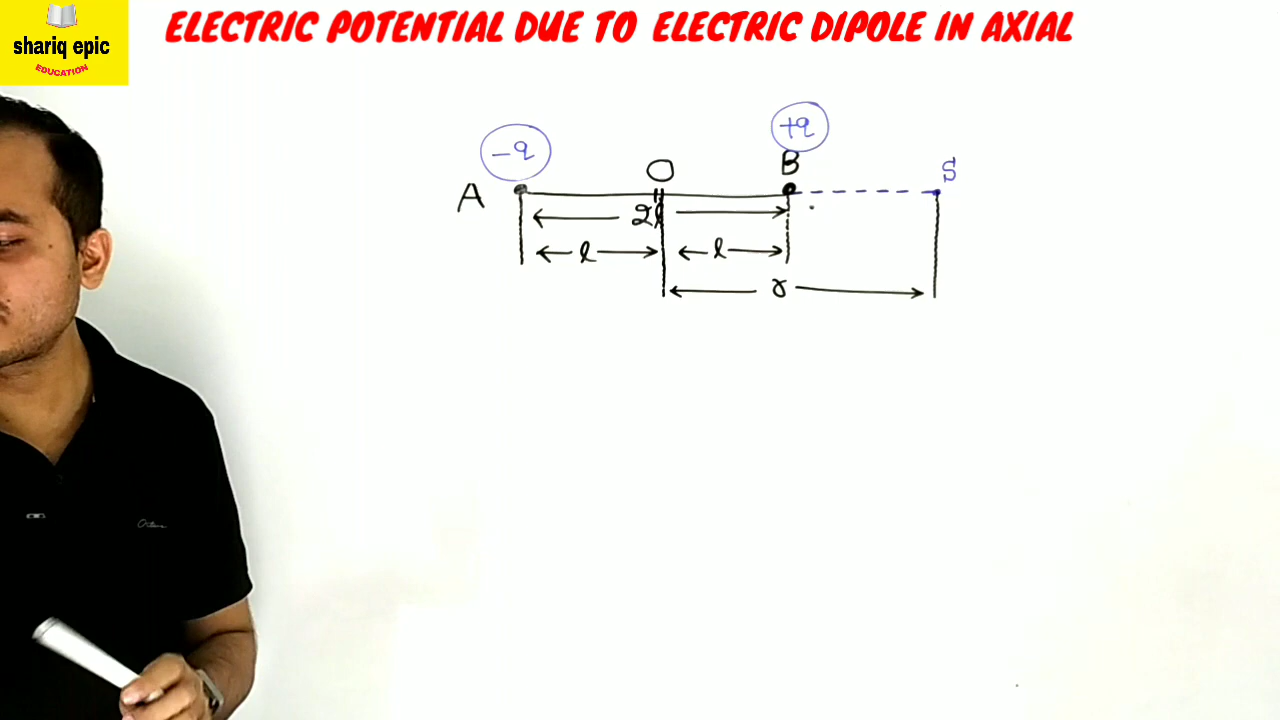 shariq epic
EDUCATION
ELECTRIC POTENTIAL DUE TO ELECTRIC DIPOLE IN AXIAL
-q
+q
A
O
B
S
2l
l
l
r